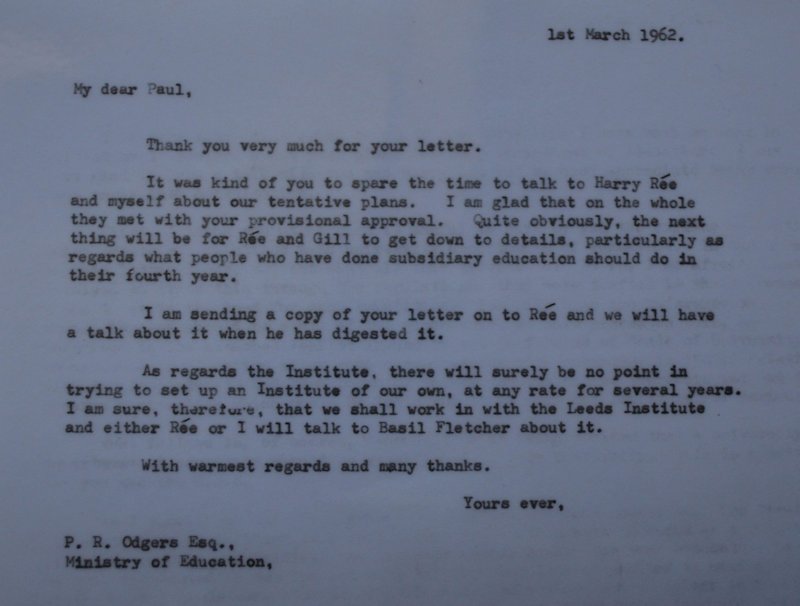 1st March 1962.
My dear Paul,
Thank you very much for your letter.
It was kind of you to spare the time to talk to Harry Rée
and myself about our tentative plans. I am glad that on the whole
they met with your provisional approval. Quite obviously, the next
thing will be for Rée and Gill to get down to details, particularly as
regards what people who have done subsidiary education should do in
their fourth year.
I am sending a copy of your letter on to Rée and we will have
a talk about it when he has digested it.
As regards the Institute, there will surely be no point in
trying to set up an Institute of our own, at any rate for several years.
I am sure, therefore, that we shall work in with the Leeds Institute
and either Rée or I will talk to Basil Fletcher about it.
With warmest regards and many thanks.
Yours ever,
P. R. Odgers Esq.,
Ministry of Education,